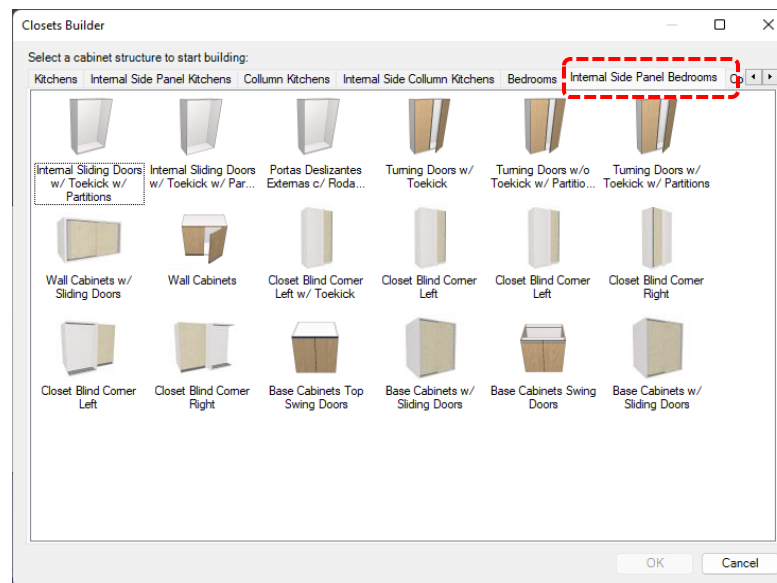 Closets Builder
Select a cabinet structure to start building:
Kitchens Internal Side Panel Kitchens Collumn Kitchens Internal Side Collumn Kitchens Bedrooms Internal Side Panel Bedrooms
Internal Sliding Doors w/ Toekick w/ Partitions
Internal Sliding Doors w/ Toekick w/ Par...
Portas Deslizantes Externas c/ Roda...
Turning Doors w/ Toekick
Turning Doors w/o Toekick w/ Partitio...
Turning Doors w/ Toekick w/ Partitions
Wall Cabinets w/ Sliding Doors
Wall Cabinets
Closet Blind Corner Left w/ Toekick
Closet Blind Corner Left
Closet Blind Corner Left
Closet Blind Corner Right
Closet Blind Corner Left
Closet Blind Corner Right
Base Cabinets Top Swing Doors
Base Cabinets w/ Sliding Doors
Base Cabinets Swing Doors
Base Cabinets w/ Sliding Doors
OK Cancel